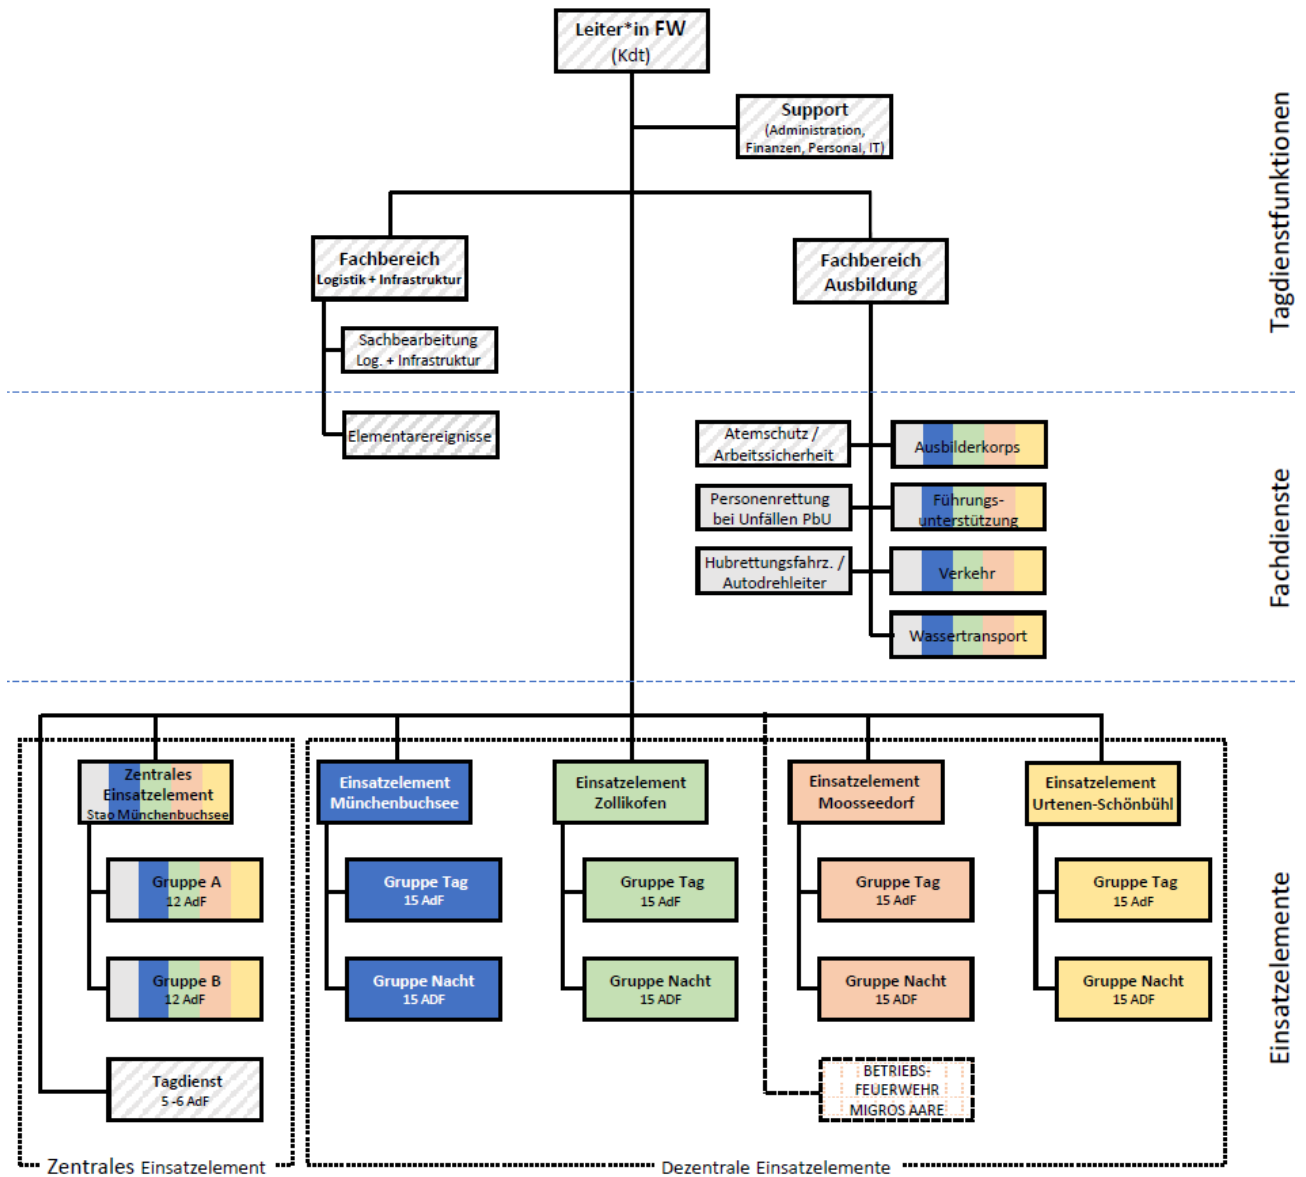 Leiter*in FW
(Kdt)
Support
(Administration,
Finanzen, Personal, IT)
Tagdienstfunktionen
Fachbereich
Logistik + Infrastruktur
Fachbereich
Ausbildung
Sachbearbeitung
Log. + Infrastruktur
Elementarereignisse
Atemschutz /
Arbeitssicherheit
Ausbilderkorps
Personenrettung
bei Unfällen PbU
Führungs-
unterstützung
Hubrettungsfahrz. /
Autodrehleiter
Verkehr
Wassertransport
Fachdienste
Zentrales
Einsatzelement
Stao Münchenbuchsee
Einsatzelement
Münchenbuchsee
Einsatzelement
Zollikofen
Einsatzelement
Moosseedorf
Einsatzelement
Urtenen-Schönbühl
Gruppe A
12 AdF
Gruppe Tag
15 AdF
Gruppe Tag
15 AdF
Gruppe Tag
15 AdF
Gruppe Tag
15 AdF
Gruppe B
12 AdF
Gruppe Nacht
15 ADF
Gruppe Nacht
15 ADF
Gruppe Nacht
15 ADF
Gruppe Nacht
15 ADF
Tagdienst
5 -6 AdF
BETRIEBS-
FEUERWEHR
MIGROS AARE
Einsatzelemente
Zentrales Einsatzelement
Dezentrale Einsatzelemente